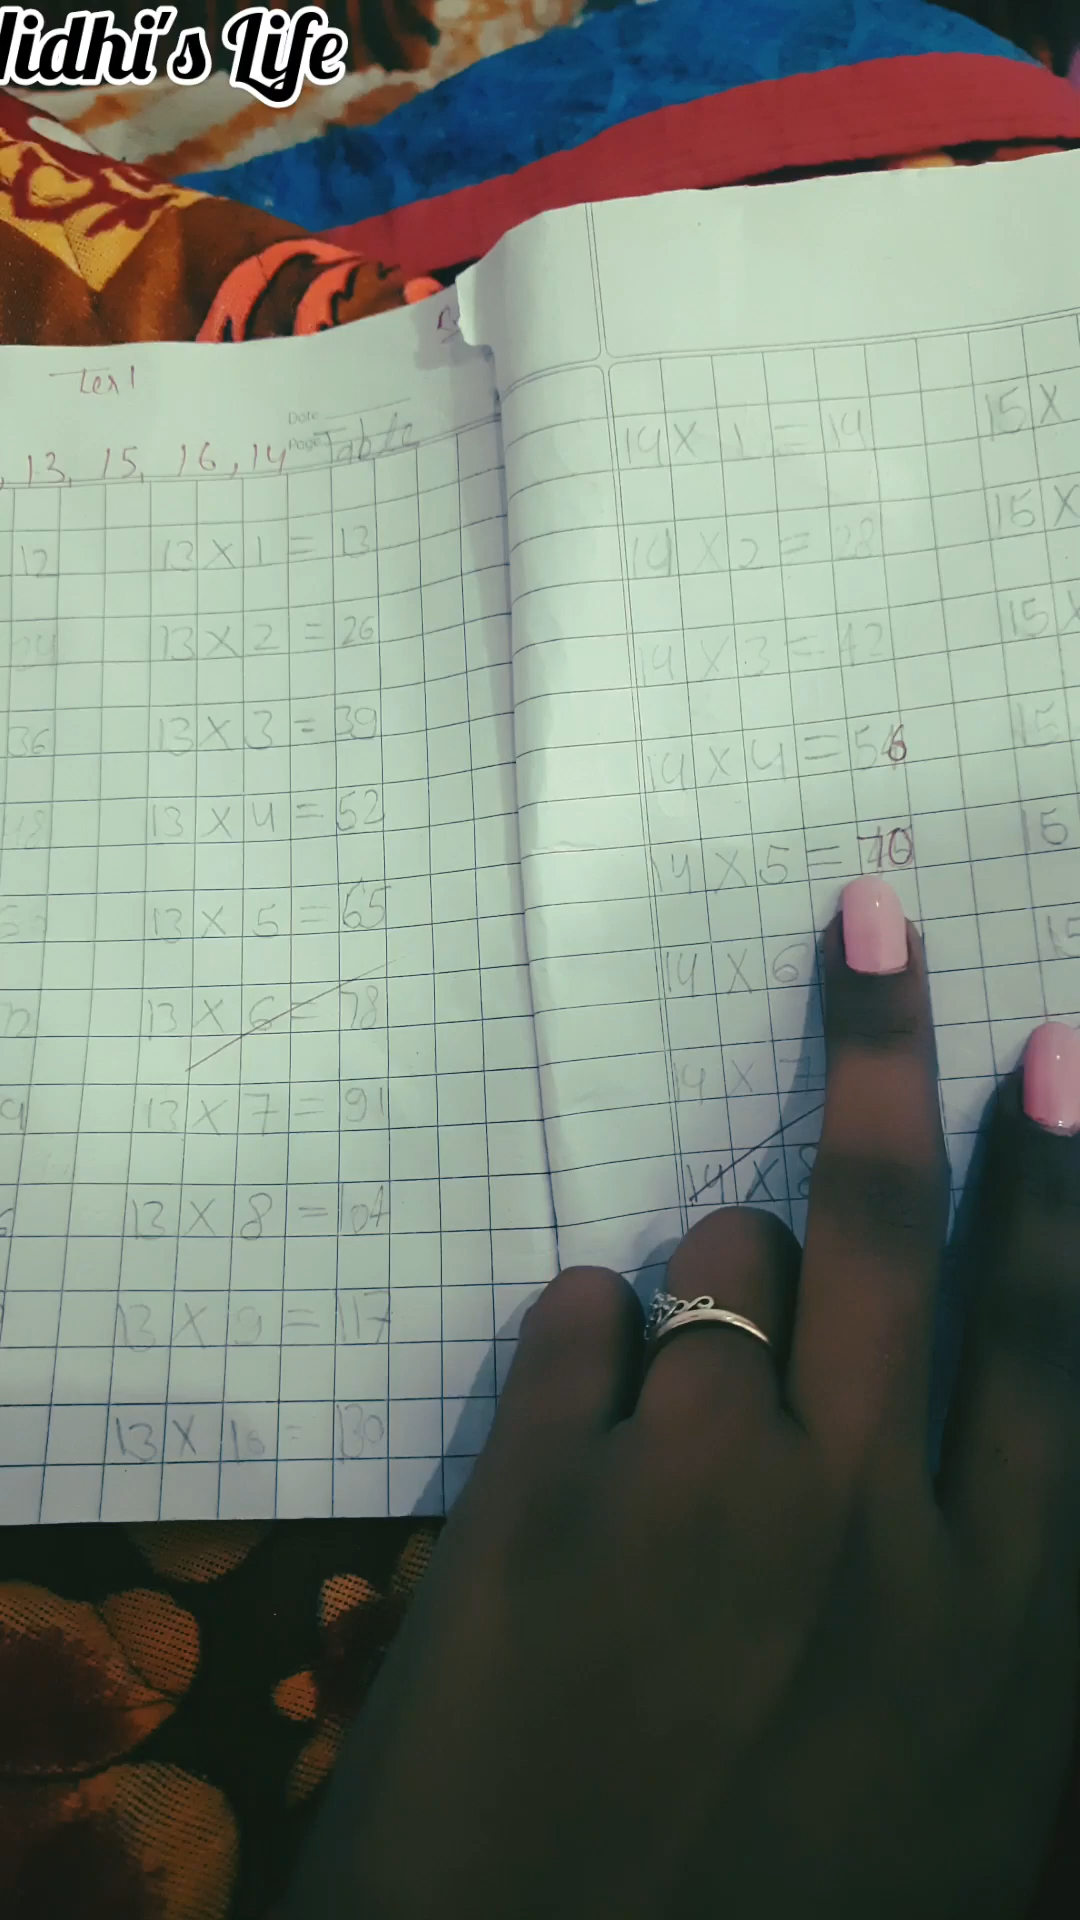 Nidhi's Life
Test
Date
Page Table
, 13, 15, 16, 14
12
24
36
48
72
13 X 1 = 13
13 X 2 = 26
13 X 3 = 39
13 X 4 = 52
13 X 5 = 65
13 X 6 = 78
13 X 7 = 91
13 X 8 = 104
13 X 9 = 117
13 X 10 = 130
14 X 1 = 14
14 X 2 = 28
14 X 3 = 42
14 X 4 = 56
14 X 5 = 70
14 X 6
14 X 7
14 X 8
15 X
15 X
15 X
15
15
15